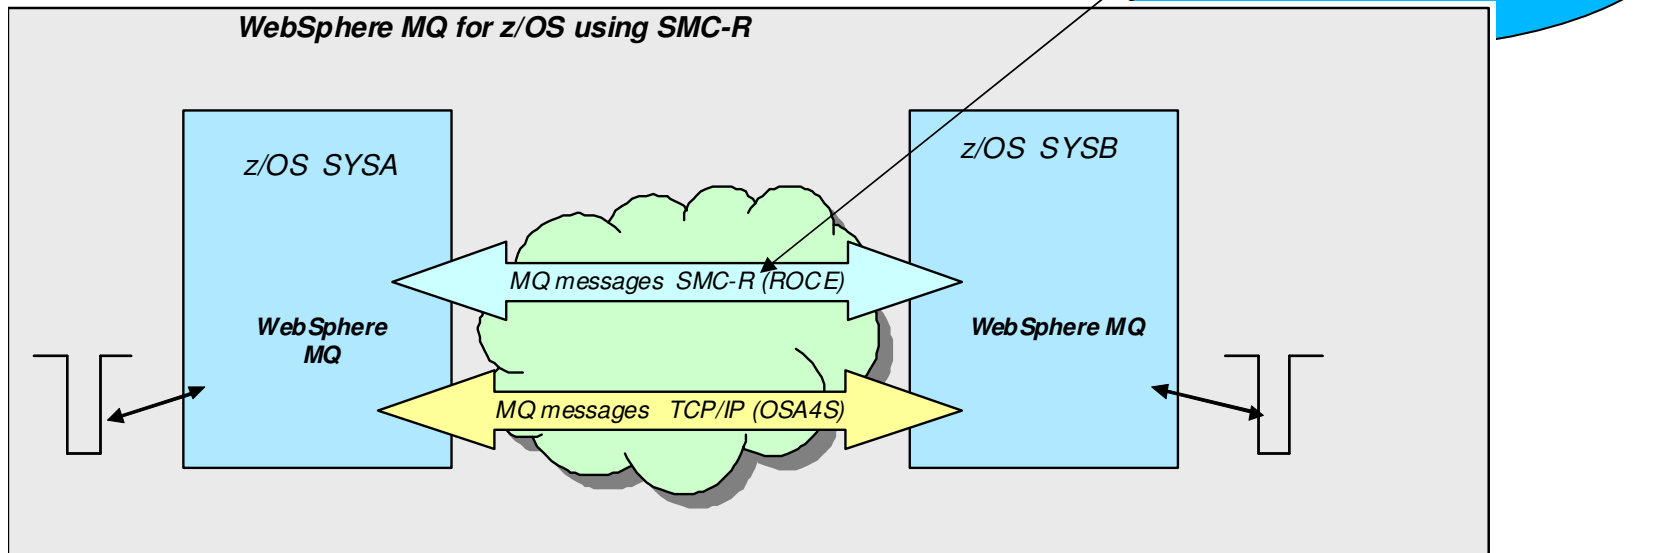 WebSphere MQ for z/OS using SMC-R
z/OS SYSA
z/OS SYSB
MQ messages SMC-R (ROCE)
WebSphere
MQ
WebSphere MQ
MQ messages TCP/IP (OSA4S)